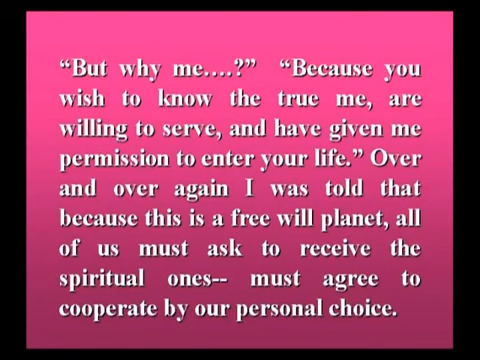 “But why me....?” “Because you
wish to know the true me, are
willing to serve, and have given me
permission to enter your life.” Over
and over again I was told that
because this is a free will planet, all
of us must ask to receive the
spiritual ones-- must agree to
cooperate by our personal choice.